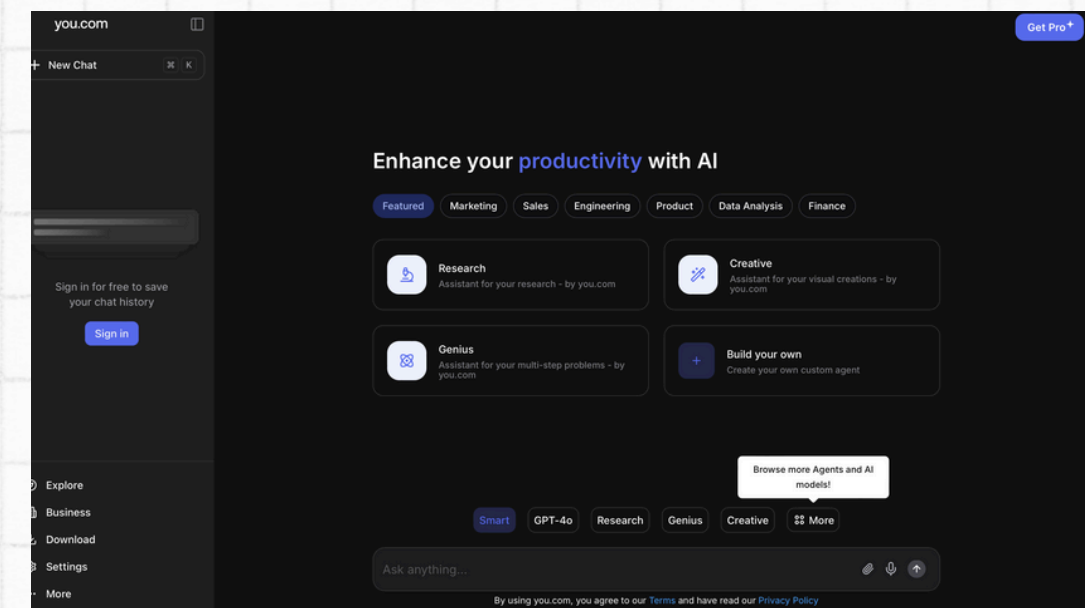 you.com
Get Pro+
New Chat
⌘ K
Enhance your productivity with AI
Featured
Marketing
Sales
Engineering
Product
Data Analysis
Finance
Research
Assistant for your research - by you.com
Creative
Assistant for your visual creations - by
you.com
Genius
Assistant for your multi-step problems - by
you.com
Build your own
Create your own custom agent
Sign in for free to save
your chat history
Sign in
Browse more Agents and AI
models!
Explore
Business
Download
Settings
More
Smart
GPT-4o
Research
Genius
Creative
More
Ask anything...
By using you.com, you agree to our Terms and have read our Privacy Policy